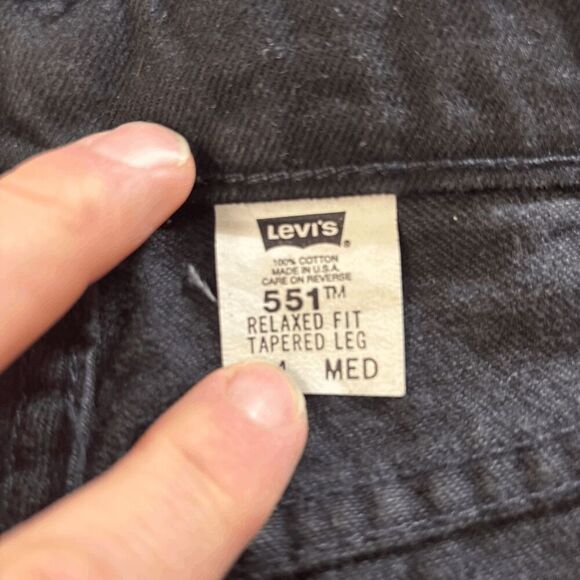 Levi's
®
100% COTTON
MADE IN U.S.A.
CARE ON REVERSE
551™
RELAXED FIT
TAPERED LEG
MED